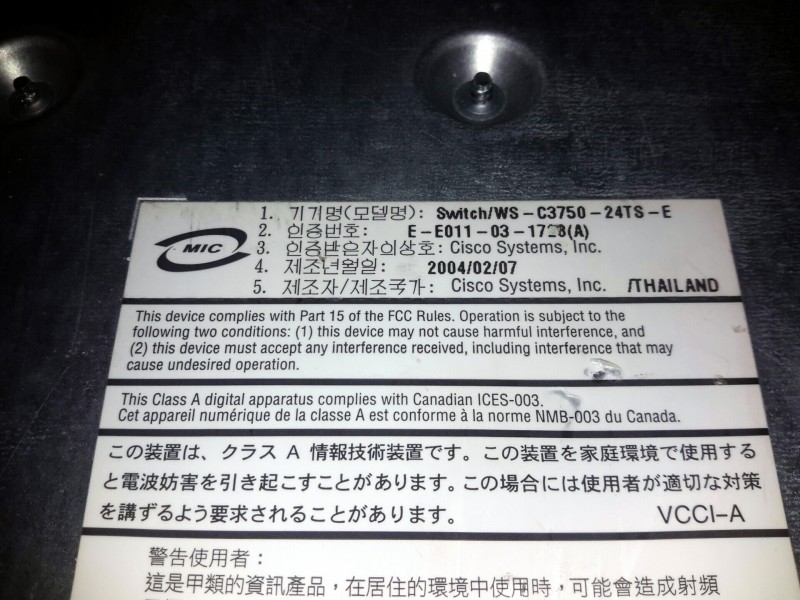 MIC
1. 기기명(모델명): Switch/WS-C3750-24TS-E
2. 인증번호: E-E011-03-1728(A)
3. 인증받은자의상호: Cisco Systems, Inc.
4. 제조년월일: 2004/02/07
5. 제조자/제조국가: Cisco Systems, Inc. /THAILAND
This device complies with Part 15 of the FCC Rules. Operation is subject to the
following two conditions: (1) this device may not cause harmful interference, and
(2) this device must accept any interference received, including interference that may
cause undesired operation.
This Class A digital apparatus complies with Canadian ICES-003.
Cet appareil numérique de la classe A est conforme à la norme NMB-003 du Canada.
この装置は、クラス A 情報技術装置です。この装置を家庭環境で使用する
と電波妨害を引き起こすことがあります。この場合には使用者が適切な対策
を講ずるよう要求されることがあります。 VCCI-A
警告使用者：
這是甲類的資訊產品，在居住的環境中使用時，可能會造成射頻